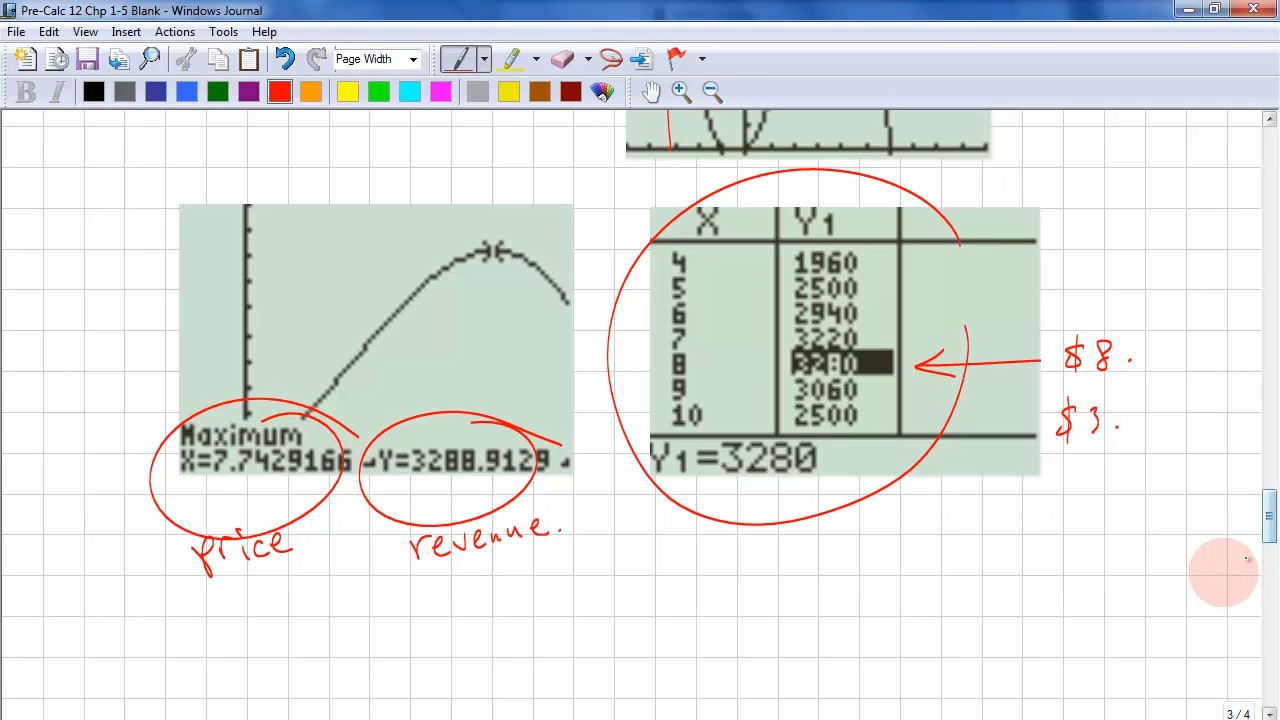 Pre-Calc 12 Chp 1-5 Blank - Windows Journal
File Edit View Insert Actions Tools Help
Page Width
B I
X Y1
4 1960
5 2500
6 2940
7 3220
8
9 3060
10 2500
Y1=3280
Maximum
X=7.7429166 Y=3288.9129
$8.
$3.
price
revenue.
3 / 4